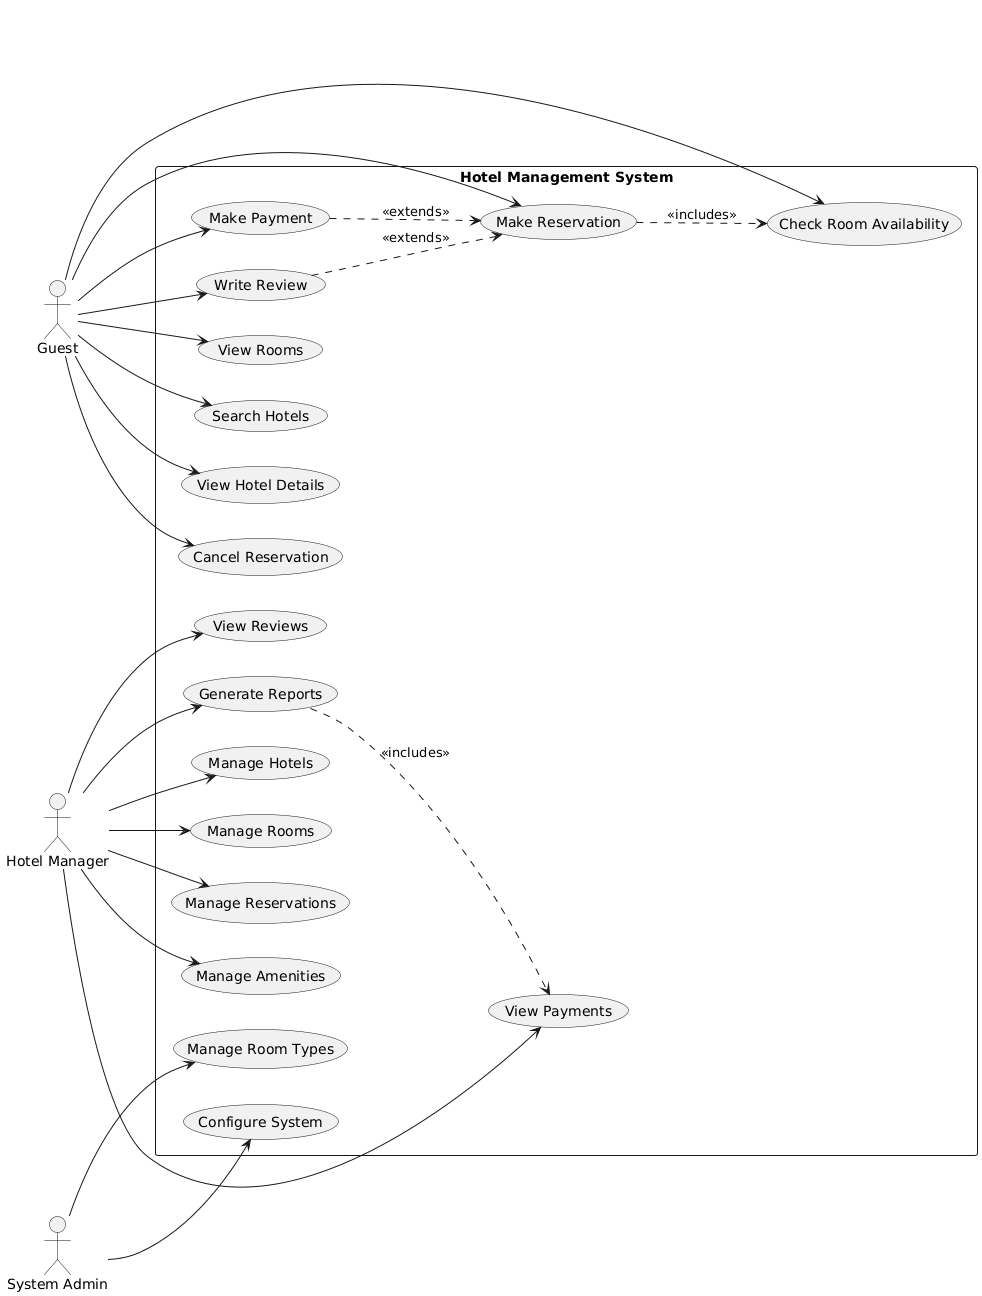 Hotel Management System
Make Payment
«extends»
Make Reservation
«includes»
Check Room Availability
«extends»
Write Review
View Rooms
Guest
Search Hotels
View Hotel Details
Cancel Reservation
View Reviews
Generate Reports
«includes»
Manage Hotels
Manage Rooms
Hotel Manager
Manage Reservations
Manage Amenities
View Payments
Manage Room Types
Configure System
System Admin